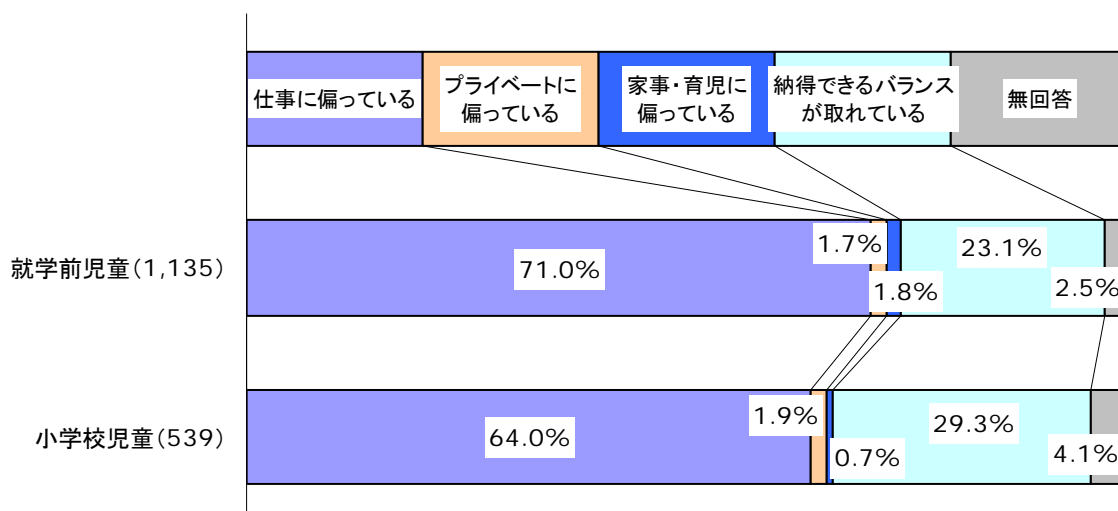 仕事に偏っている
プライベートに
偏っている
家事・育児に
偏っている
納得できるバランス
が取れている
無回答
就学前児童(1,135)
71.0%
1.7%
1.8%
23.1%
2.5%
小学校児童(539)
64.0%
1.9%
0.7%
29.3%
4.1%